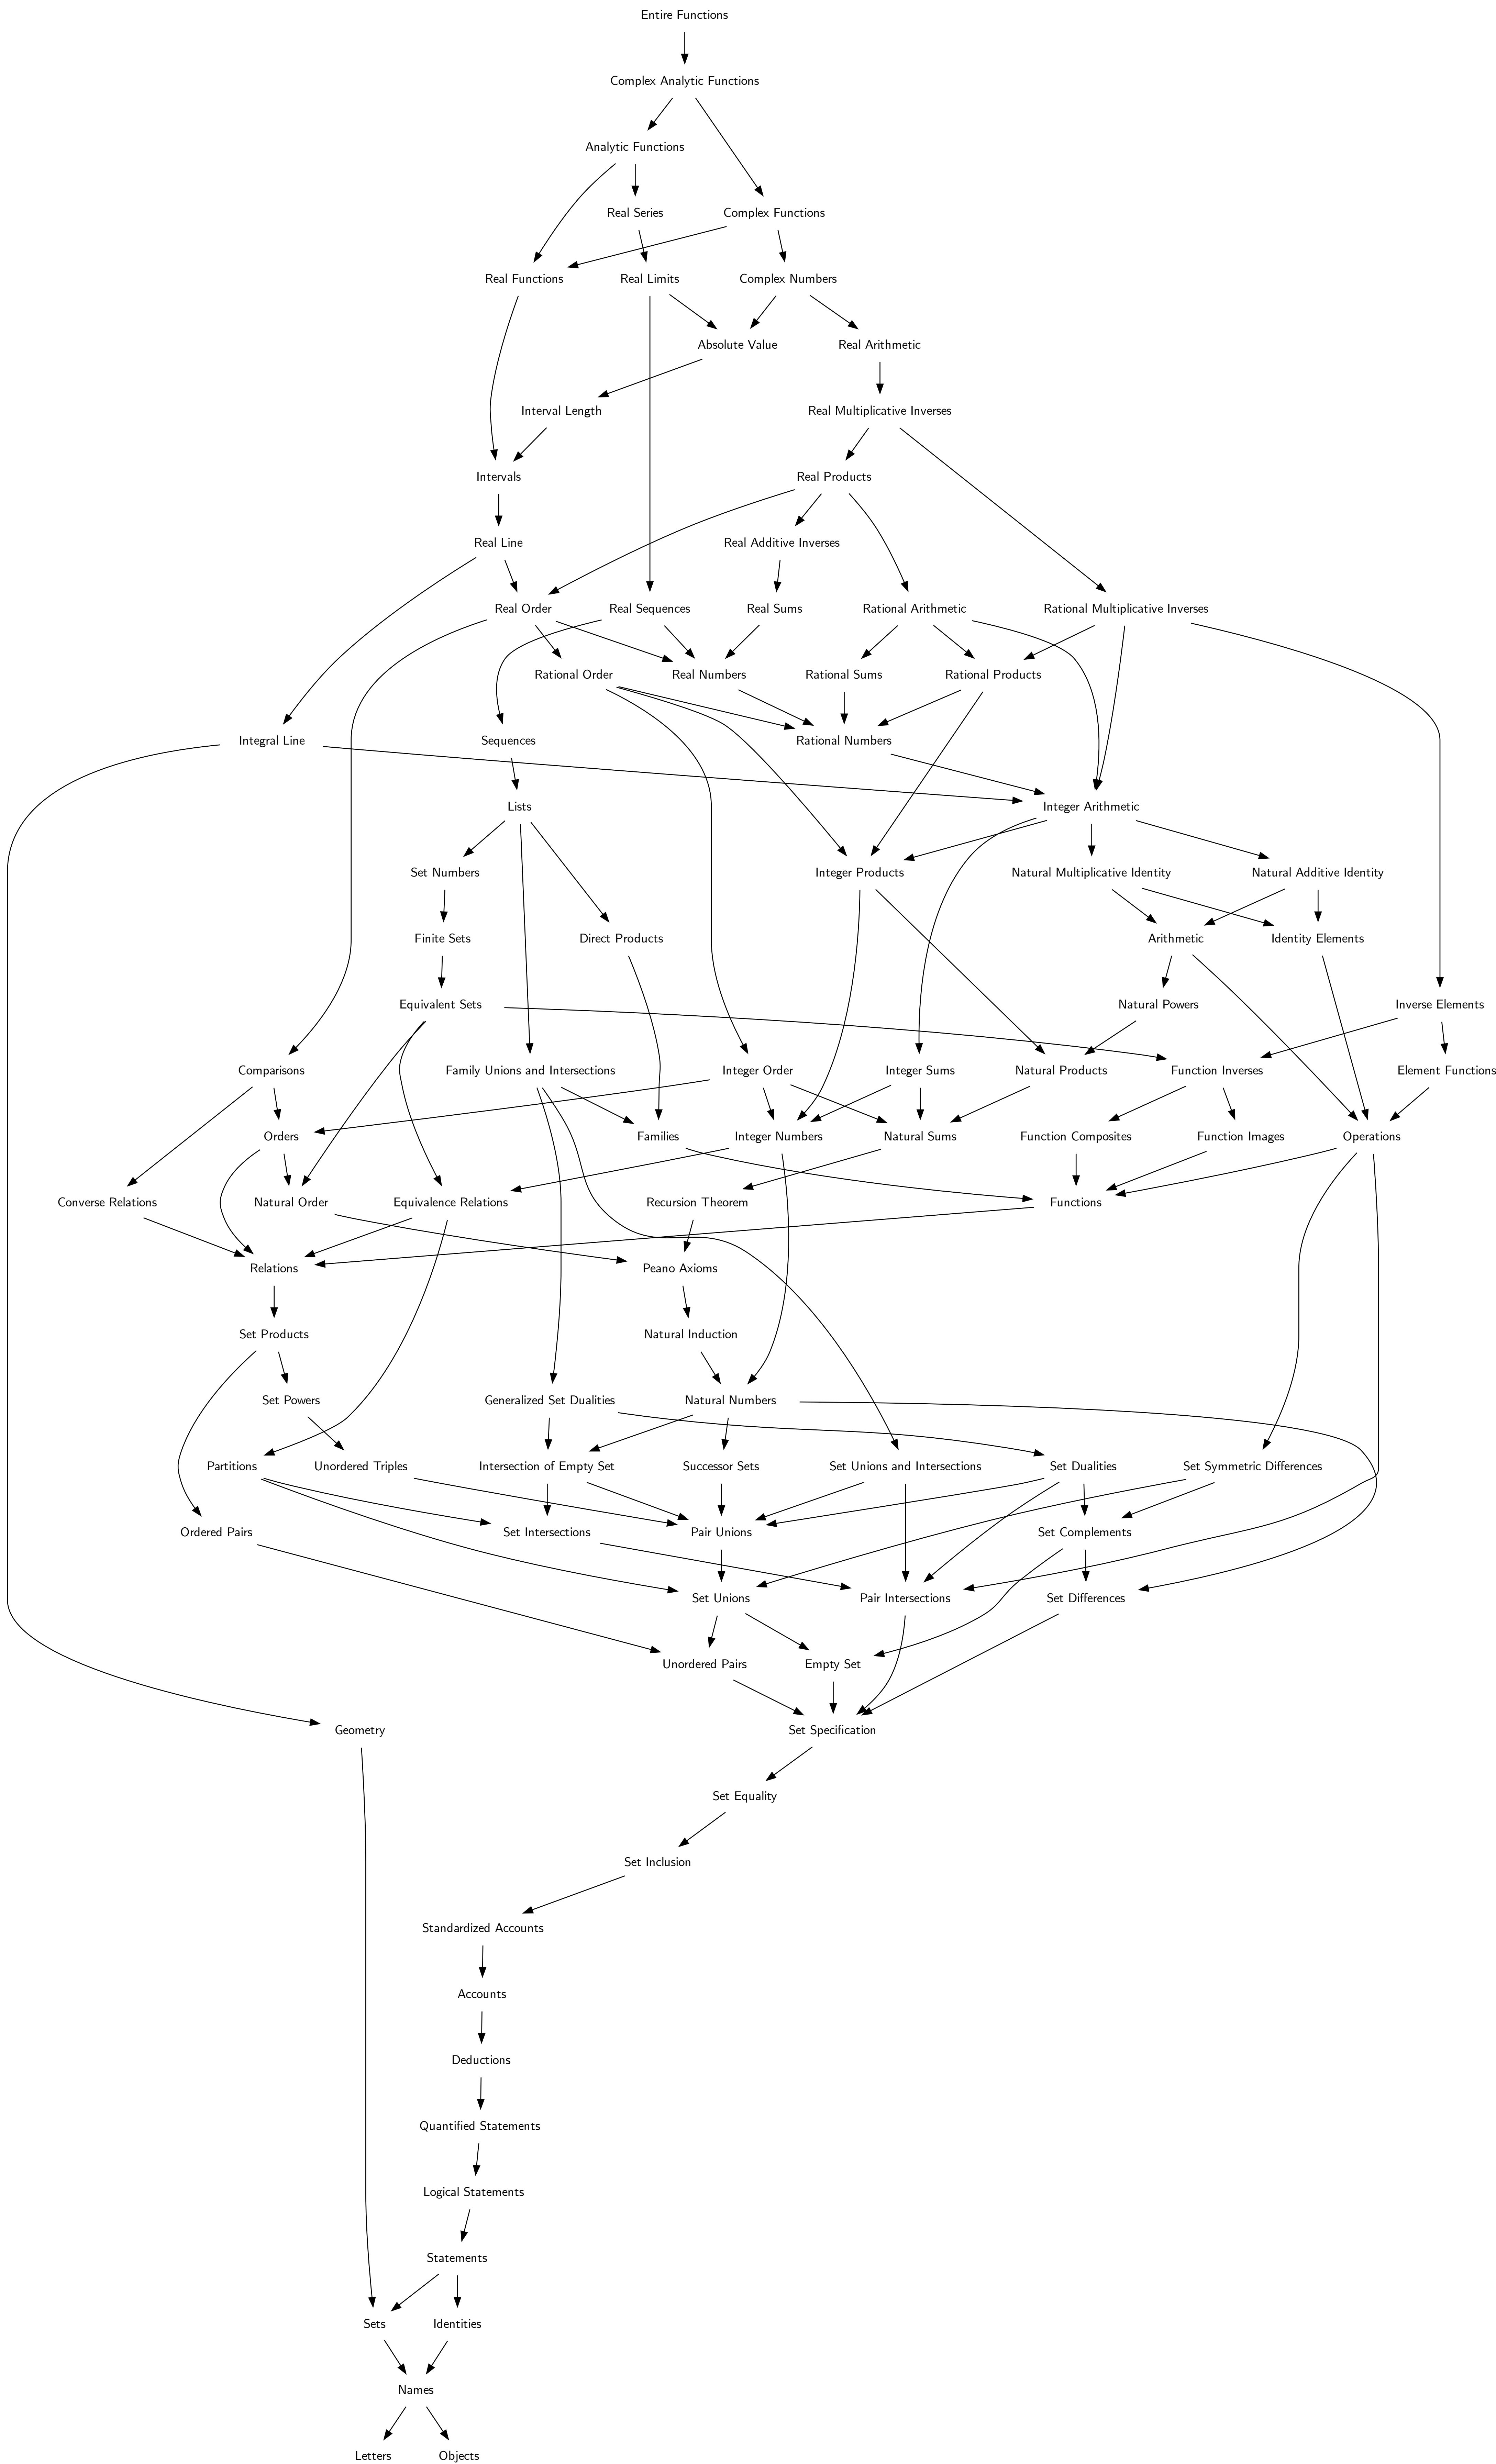 Entire Functions
Complex Analytic Functions
Analytic Functions
Real Series
Complex Functions
Real Functions
Real Limits
Complex Numbers
Absolute Value
Real Arithmetic
Interval Length
Real Multiplicative Inverses
Intervals
Real Products
Real Line
Real Additive Inverses
Real Order
Real Sequences
Real Sums
Rational Arithmetic
Rational Multiplicative Inverses
Rational Order
Real Numbers
Rational Sums
Rational Products
Integral Line
Sequences
Rational Numbers
Lists
Integer Arithmetic
Set Numbers
Integer Products
Natural Multiplicative Identity
Natural Additive Identity
Finite Sets
Direct Products
Arithmetic
Identity Elements
Equivalent Sets
Natural Powers
Inverse Elements
Comparisons
Family Unions and Intersections
Integer Order
Integer Sums
Natural Products
Function Inverses
Element Functions
Orders
Families
Integer Numbers
Natural Sums
Function Composites
Function Images
Operations
Converse Relations
Natural Order
Equivalence Relations
Recursion Theorem
Functions
Relations
Peano Axioms
Set Products
Natural Induction
Set Powers
Generalized Set Dualities
Natural Numbers
Partitions
Unordered Triples
Intersection of Empty Set
Successor Sets
Set Unions and Intersections
Set Dualities
Set Symmetric Differences
Ordered Pairs
Set Intersections
Pair Unions
Set Complements
Set Unions
Pair Intersections
Set Differences
Unordered Pairs
Empty Set
Geometry
Set Specification
Set Equality
Set Inclusion
Standardized Accounts
Accounts
Deductions
Quantified Statements
Logical Statements
Statements
Sets
Identities
Names
Letters
Objects